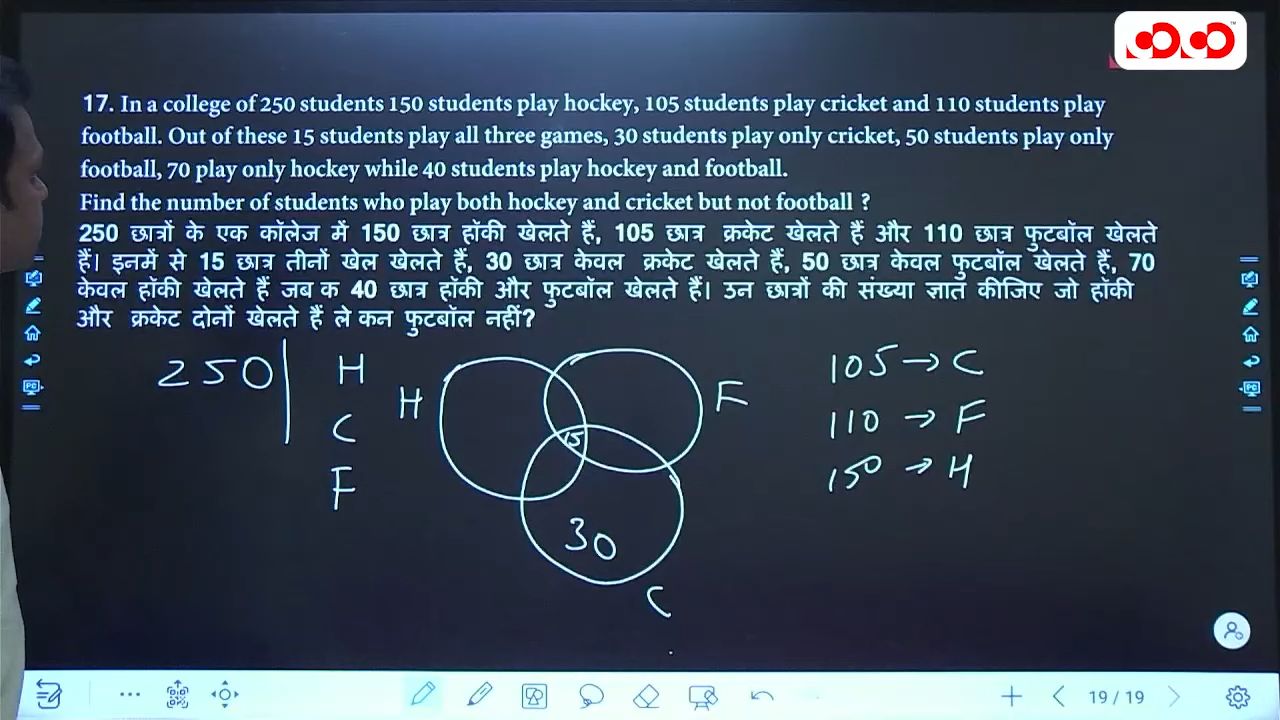 17. In a college of 250 students 150 students play hockey, 105 students play cricket and 110 students play
football. Out of these 15 students play all three games, 30 students play only cricket, 50 students play only
football, 70 play only hockey while 40 students play hockey and football.
Find the number of students who play both hockey and cricket but not football ?
250 छात्रों के एक कॉलेज में 150 छात्र हॉकी खेलते हैं, 105 छात्र क्रकेट खेलते हैं और 110 छात्र फुटबॉल खेलते
हैं। इनमें से 15 छात्र तीनों खेल खेलते हैं, 30 छात्र केवल क्रकेट खेलते हैं, 50 छात्र केवल फुटबॉल खेलते हैं, 70
केवल हॉकी खेलते हैं जब क 40 छात्र हॉकी और फुटबॉल खेलते हैं। उन छात्रों की संख्या ज्ञात कीजिए जो हॉकी
और क्रकेट दोनों खेलते हैं ले कन फुटबॉल नहीं?
250 H
C
F
H F
15
30
C
105 → C
110 → F
150 → H
PC PC
19 / 19